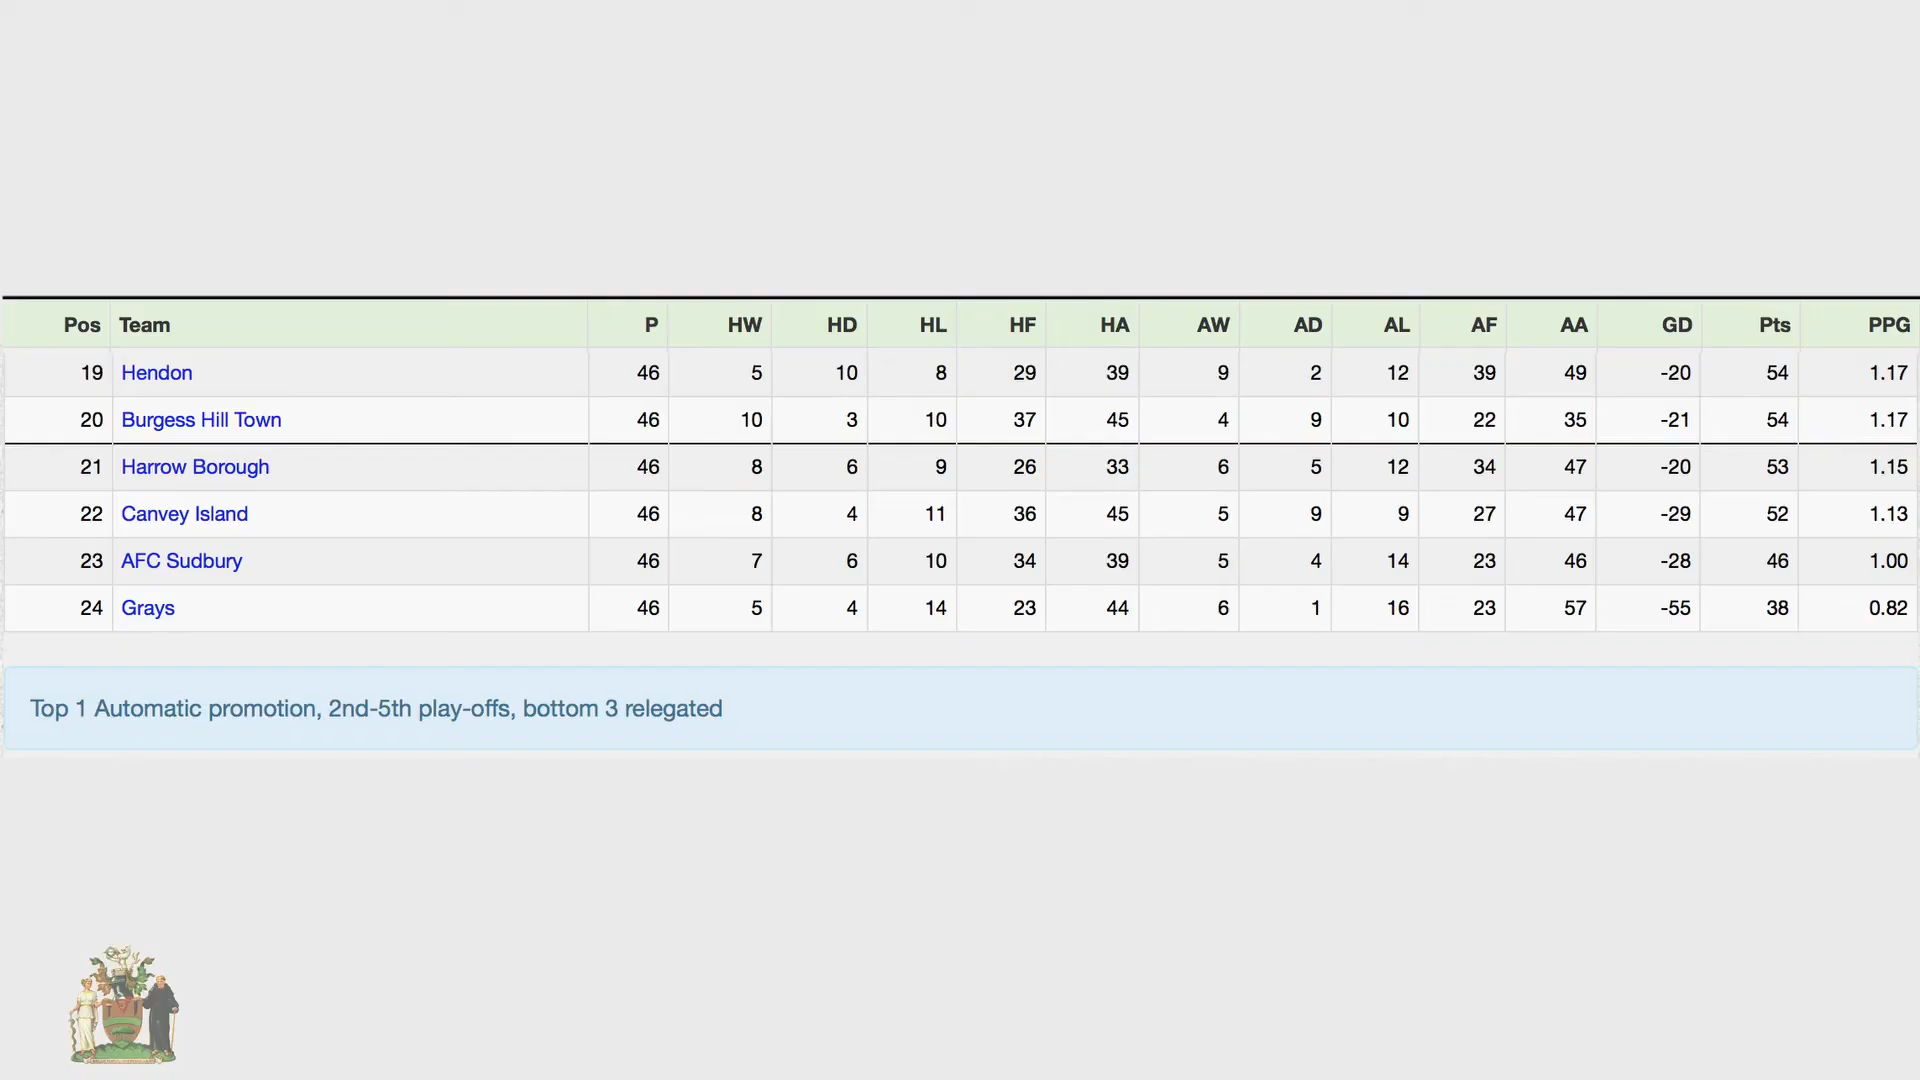 Pos Team P HW HD HL HF HA AW AD AL AF AA GD Pts PPG
19 Hendon 46 5 10 8 29 39 9 2 12 39 49 -20 54 1.17
20 Burgess Hill Town 46 10 3 10 37 45 4 9 10 22 35 -21 54 1.17
21 Harrow Borough 46 8 6 9 26 33 6 5 12 34 47 -20 53 1.15
22 Canvey Island 46 8 4 11 36 45 5 9 9 27 47 -29 52 1.13
23 AFC Sudbury 46 7 6 10 34 39 5 4 14 23 46 -28 46 1.00
24 Grays 46 5 4 14 23 44 6 1 16 23 57 -55 38 0.82
Top 1 Automatic promotion, 2nd-5th play-offs, bottom 3 relegated